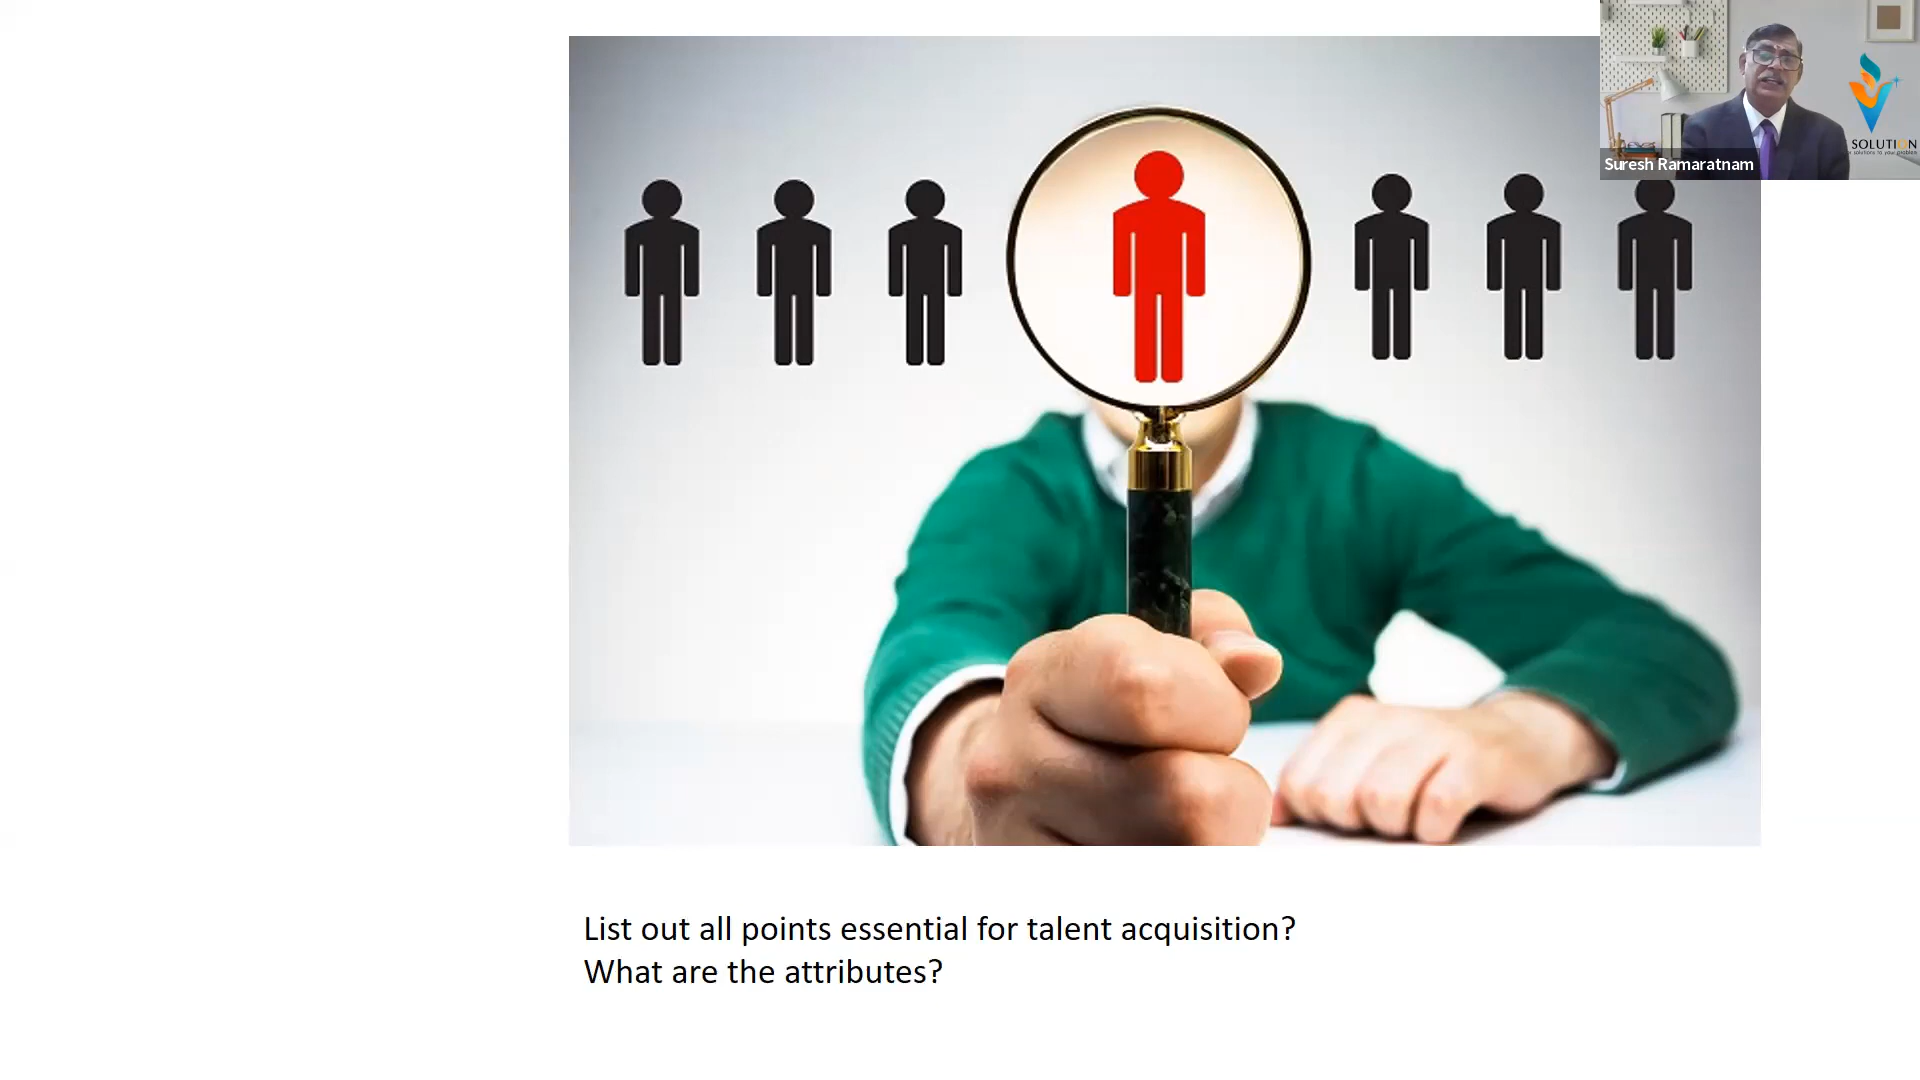 SOLUTION
Suresh Ramaratnam
List out all points essential for talent acquisition?
What are the attributes?